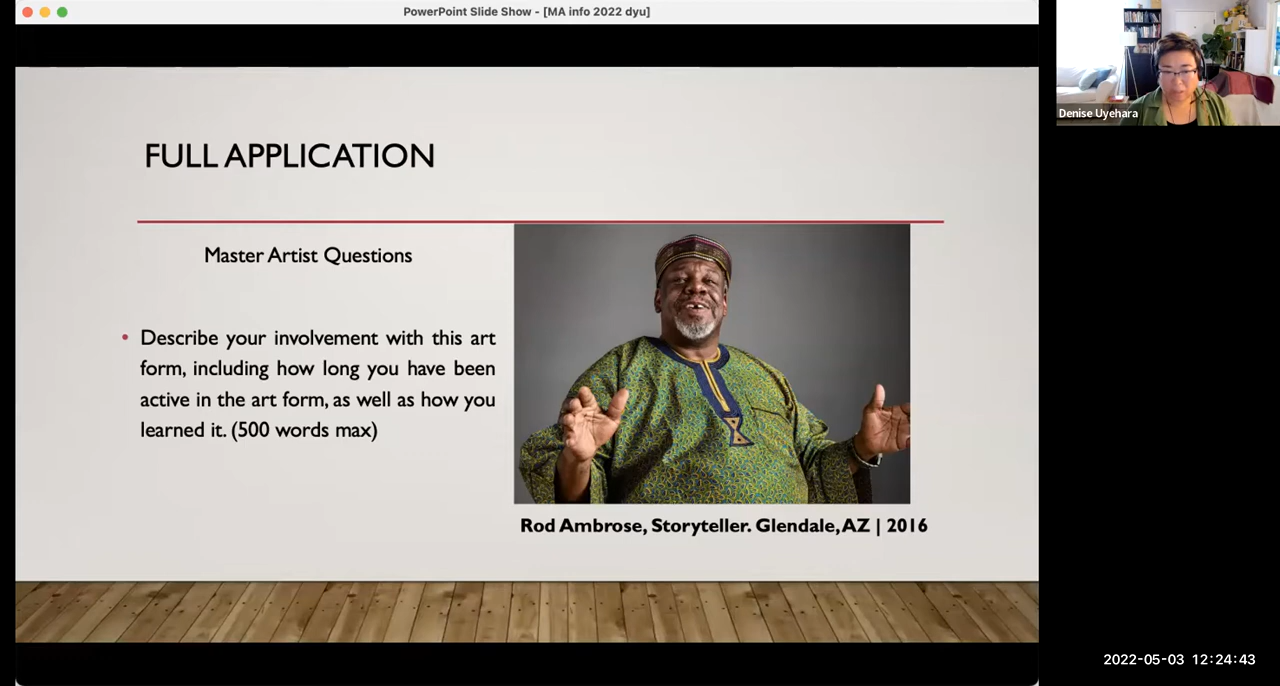 PowerPoint Slide Show - [MA info 2022 dyu]
FULL APPLICATION
Master Artist Questions
• Describe your involvement with this art
form, including how long you have been
active in the art form, as well as how you
learned it. (500 words max)
Rod Ambrose, Storyteller. Glendale, AZ | 2016
Denise Uyehara
2022-05-03 12:24:43